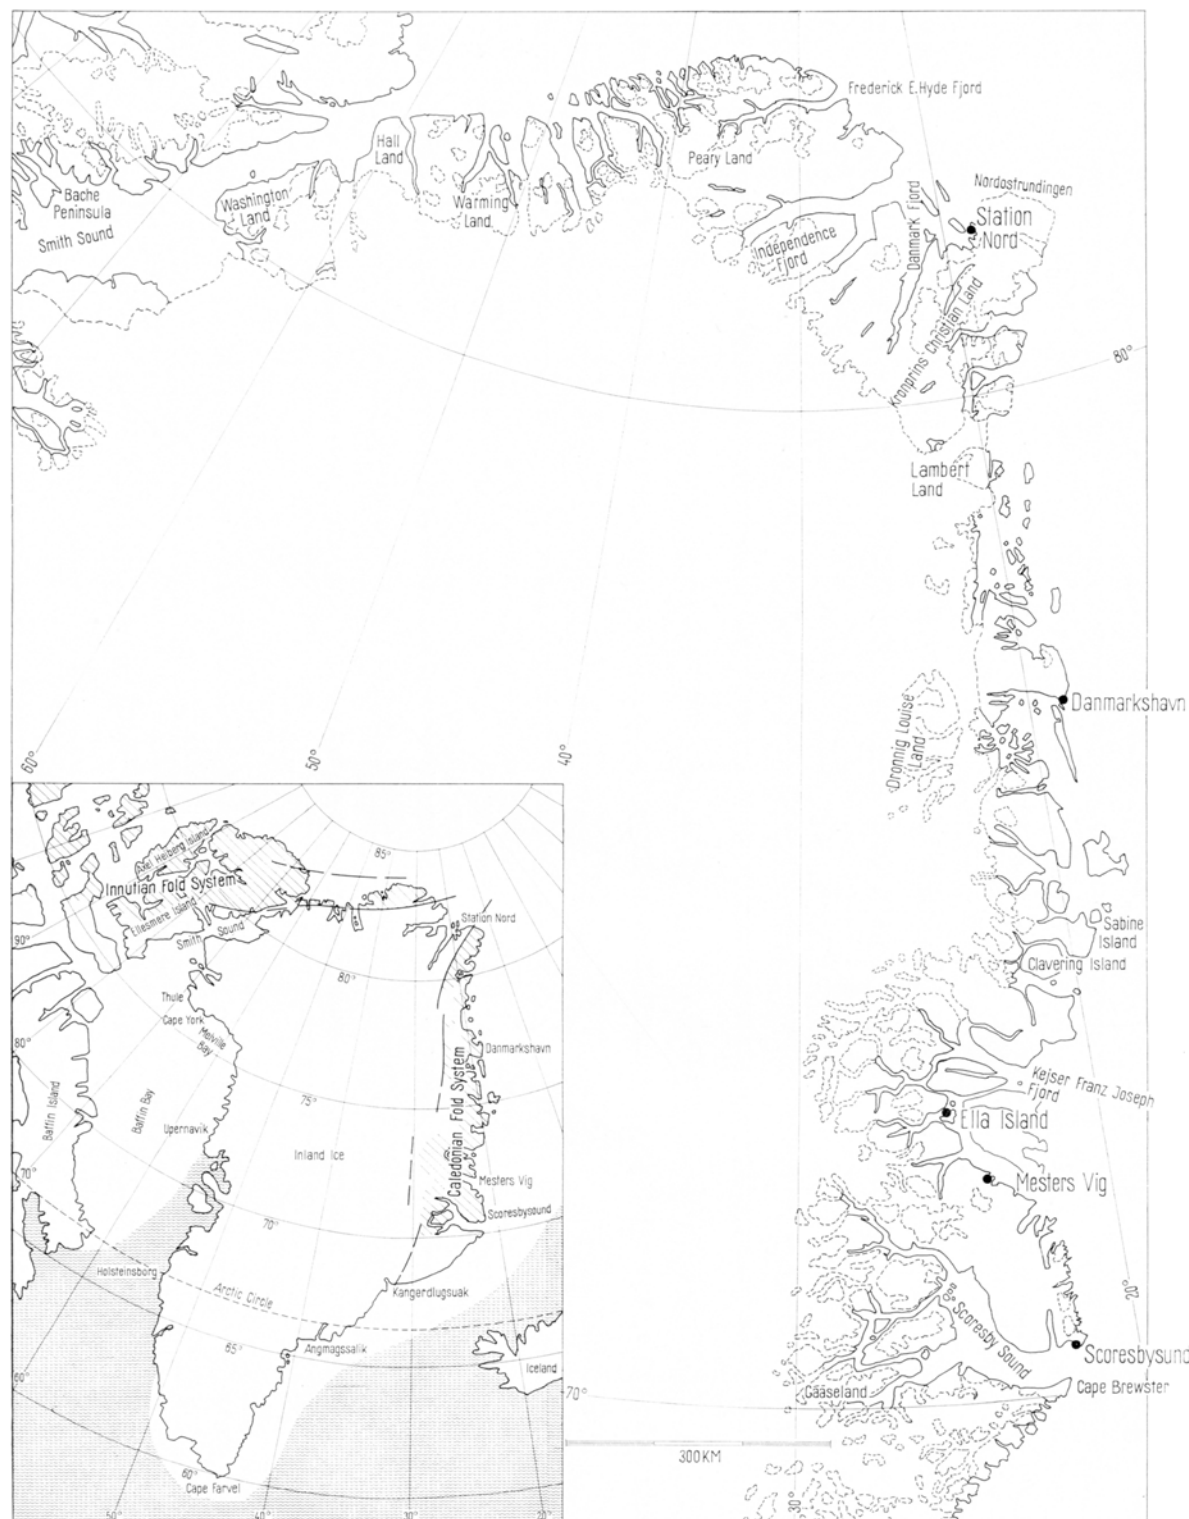 Frederick E.Hyde Fjord
Hall
Land
Peary Land
Bache
Peninsula
Washington
Land
Warming
Land
Nordostrundingen
Station
Nord
Smith Sound
Independence
Fjord
Danmark Fjord
Kronprins Christian Land
80°
Lambert
Land
Danmarkshavn
Dronnig Louise
Land
60°
50°
40°
Sabine
Island
Clavering Island
Kejser Franz Joseph
Fjord
Ella Island
Mesters Vig
20°
Scoresby Sound
Scoresbysund
Cape Brewster
Gååseland
70°
300KM
30°
85°
Axel Heiberg Island
Innutian Fold System
Ellesmere Island
Smith Sound
Station Nord
90°
80°
Thule
Cape York
Melville
Bay
Danmarkshavn
80°
75°
Baffin Island
Baffin Bay
Upernavik
Inland Ice
Caledonian Fold System
Mesters Vig
70°
70°
Scoresbysund
Holsteinsborg
Arctic Circle
Kangerdlugsuak
65°
Angmagssalik
Iceland
60°
60°
Cape Farvel
50°
40°
30°
20°